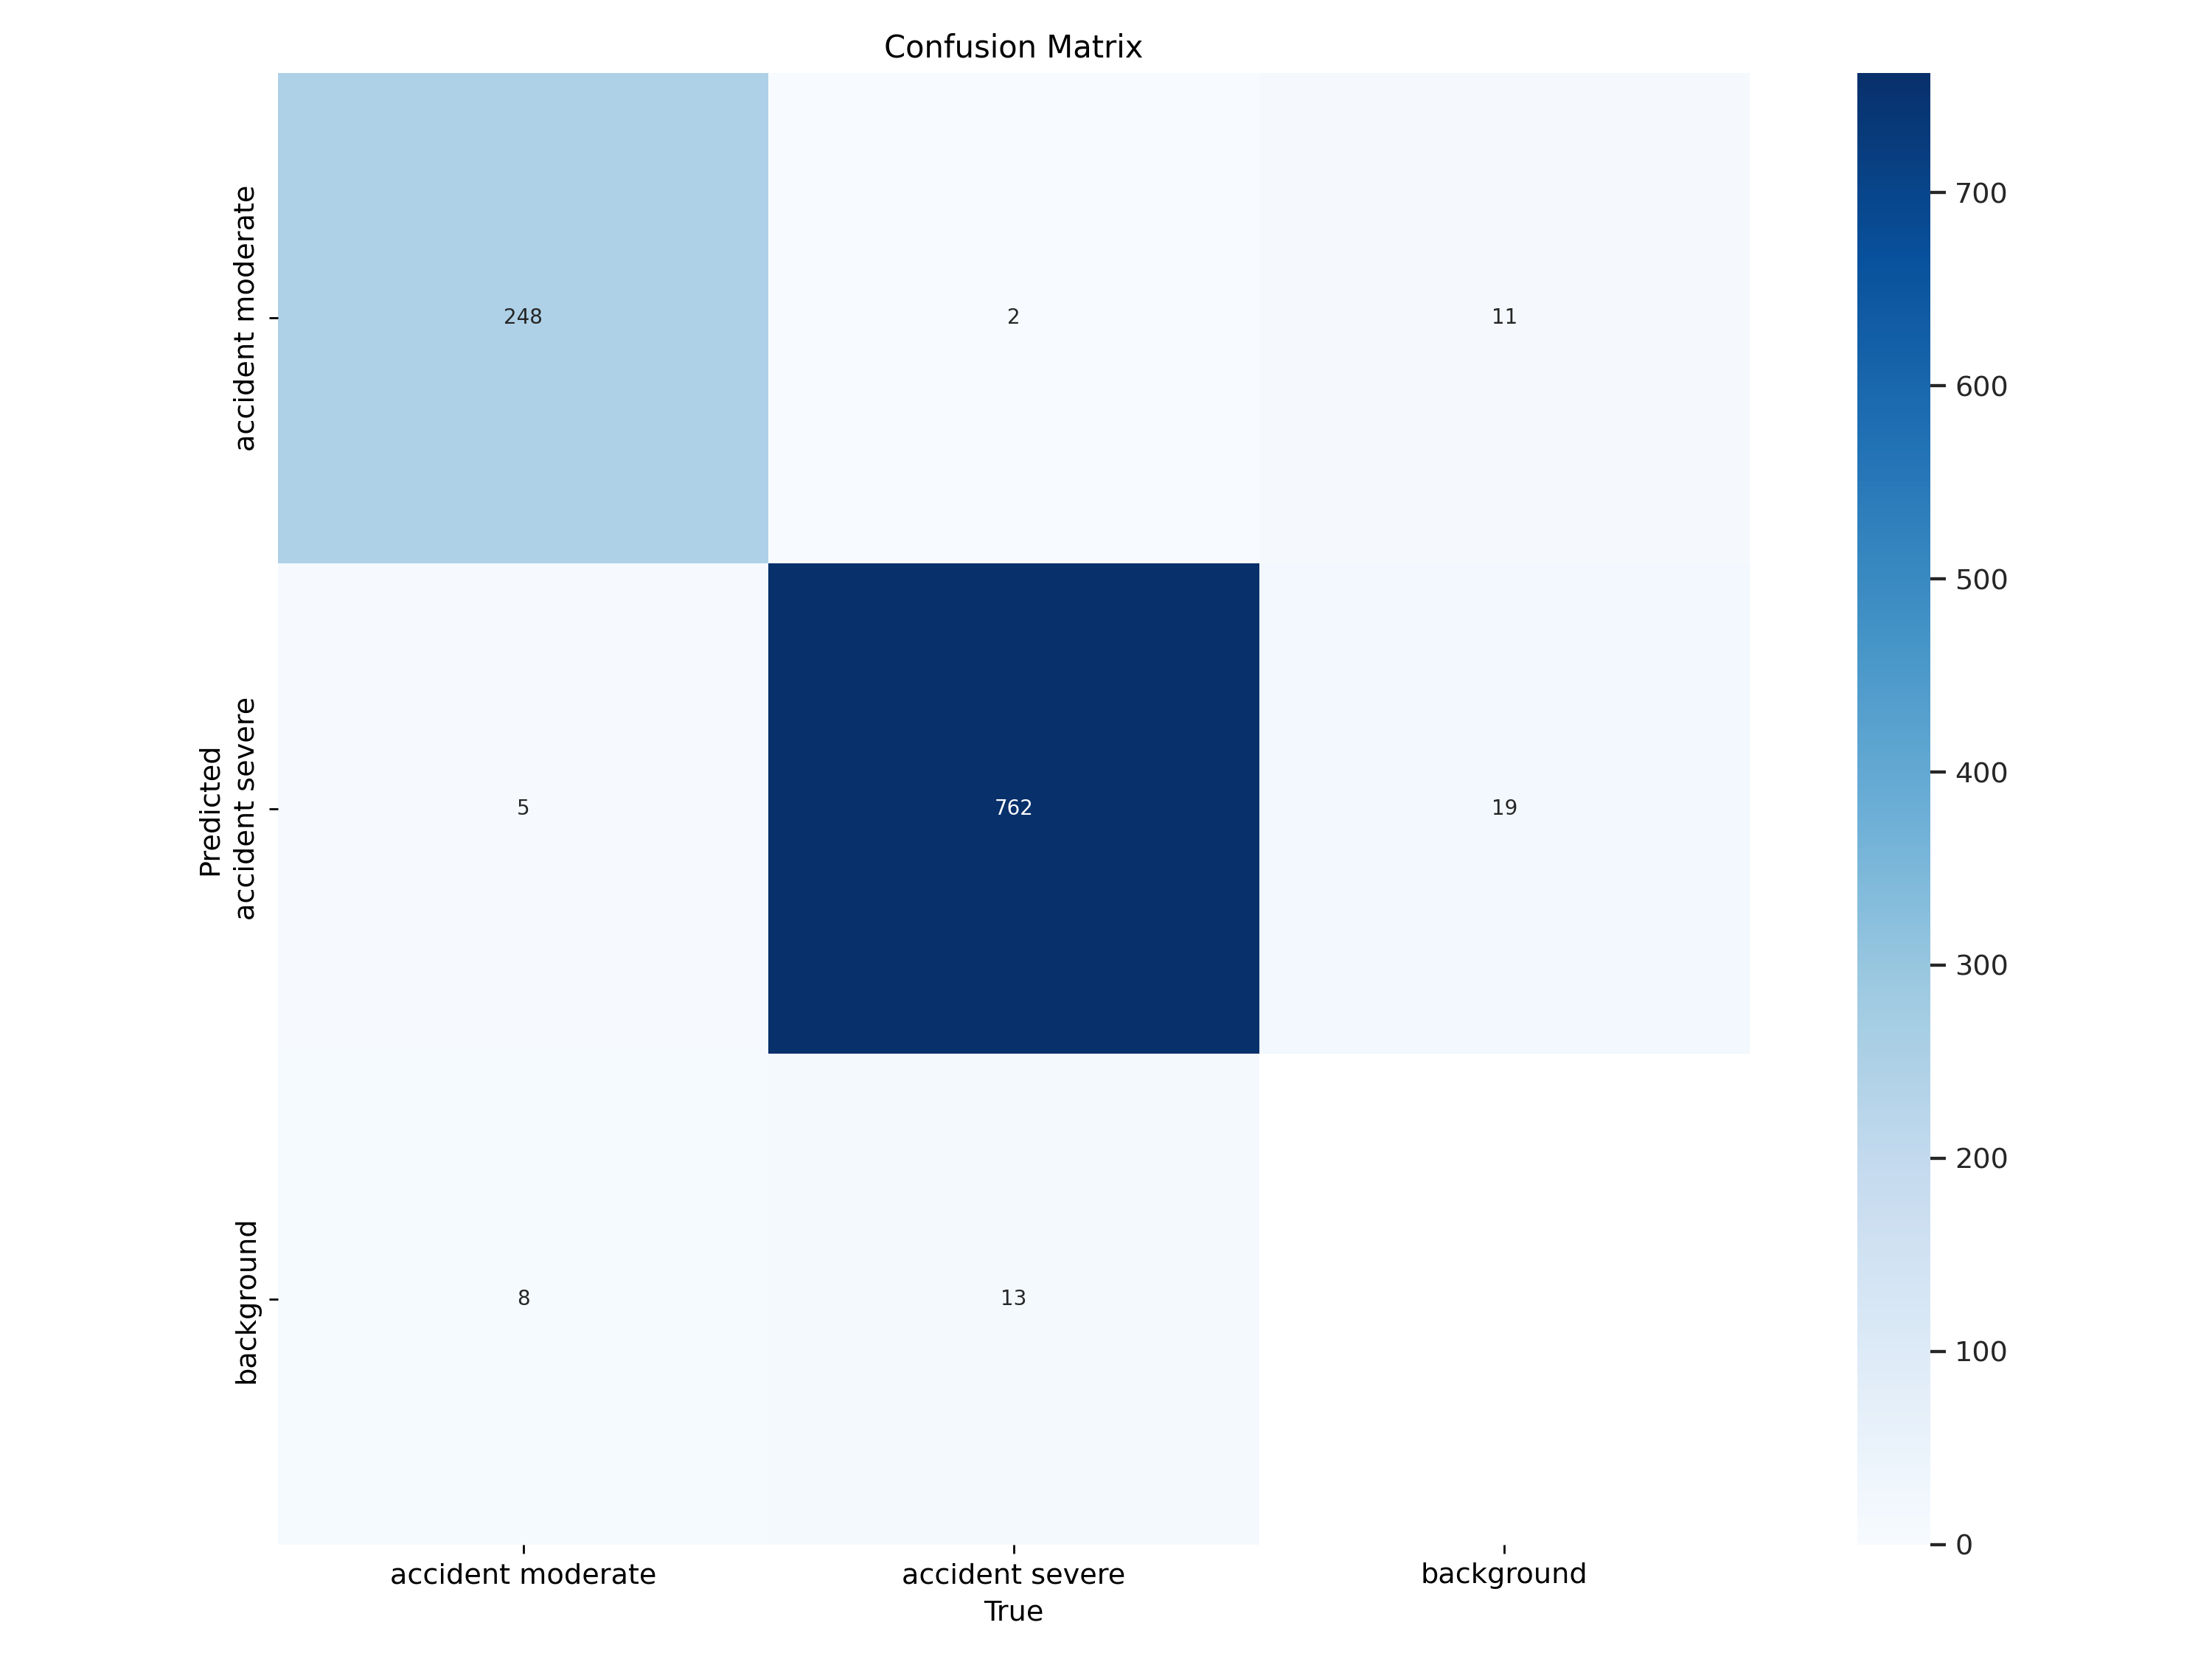 Confusion Matrix
accident moderate
248
2
11
Predicted
accident severe
5
762
19
background
8
13
accident moderate
accident severe
background
True
700
600
500
400
300
200
100
0